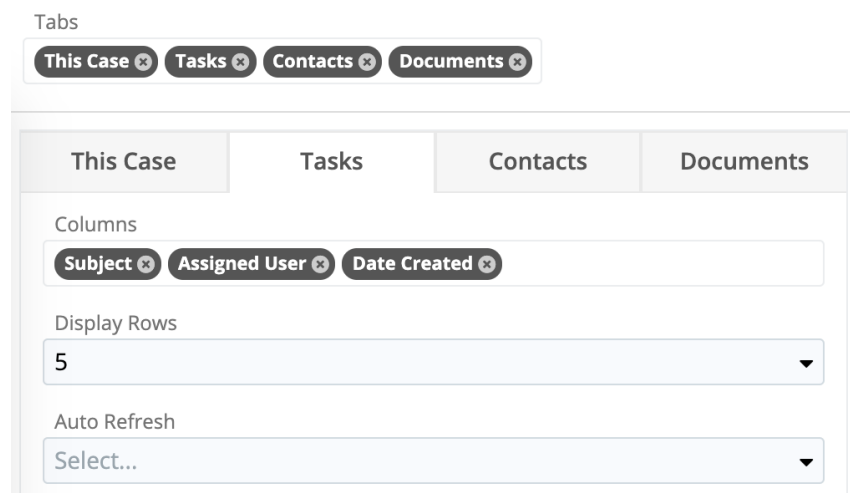 Tabs
This Case Tasks Contacts Documents
This Case Tasks Contacts Documents
Columns
Subject Assigned User Date Created
Display Rows
5
Auto Refresh
Select...